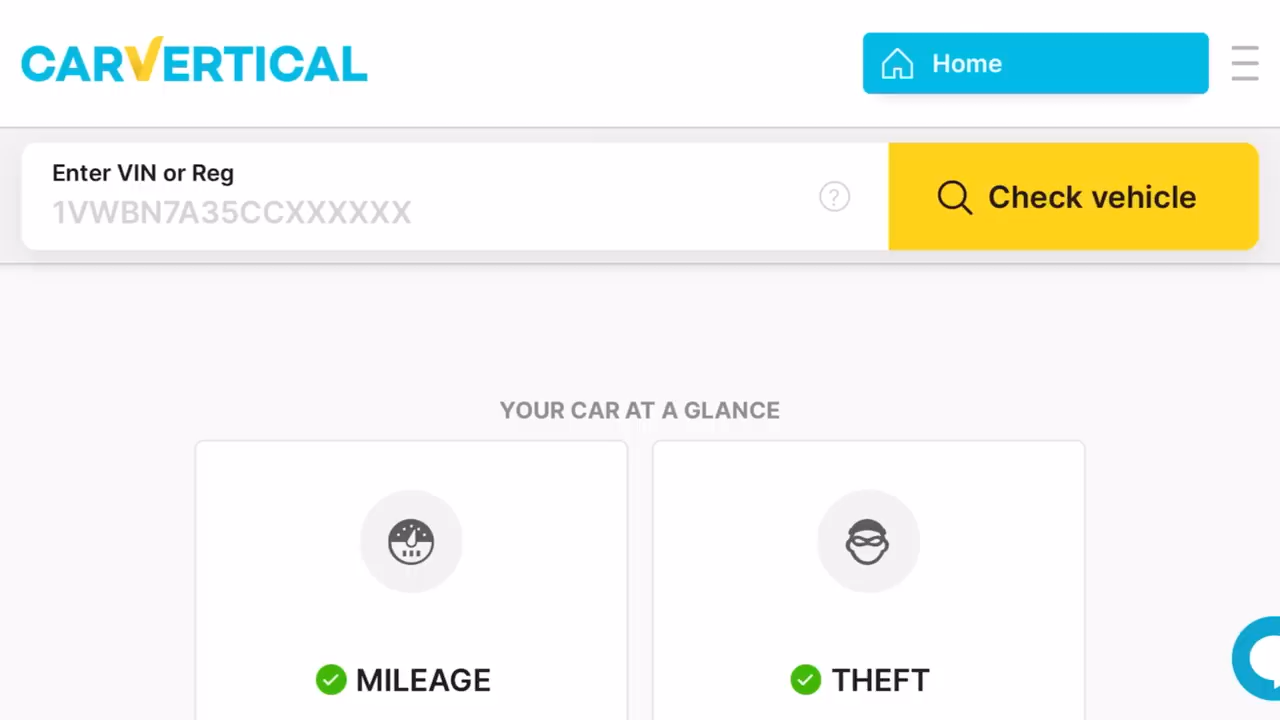 CARVERTICAL
Home
Enter VIN or Reg
1VWBN7A35CCXXXXXX
?
Check vehicle
YOUR CAR AT A GLANCE
MILEAGE
THEFT